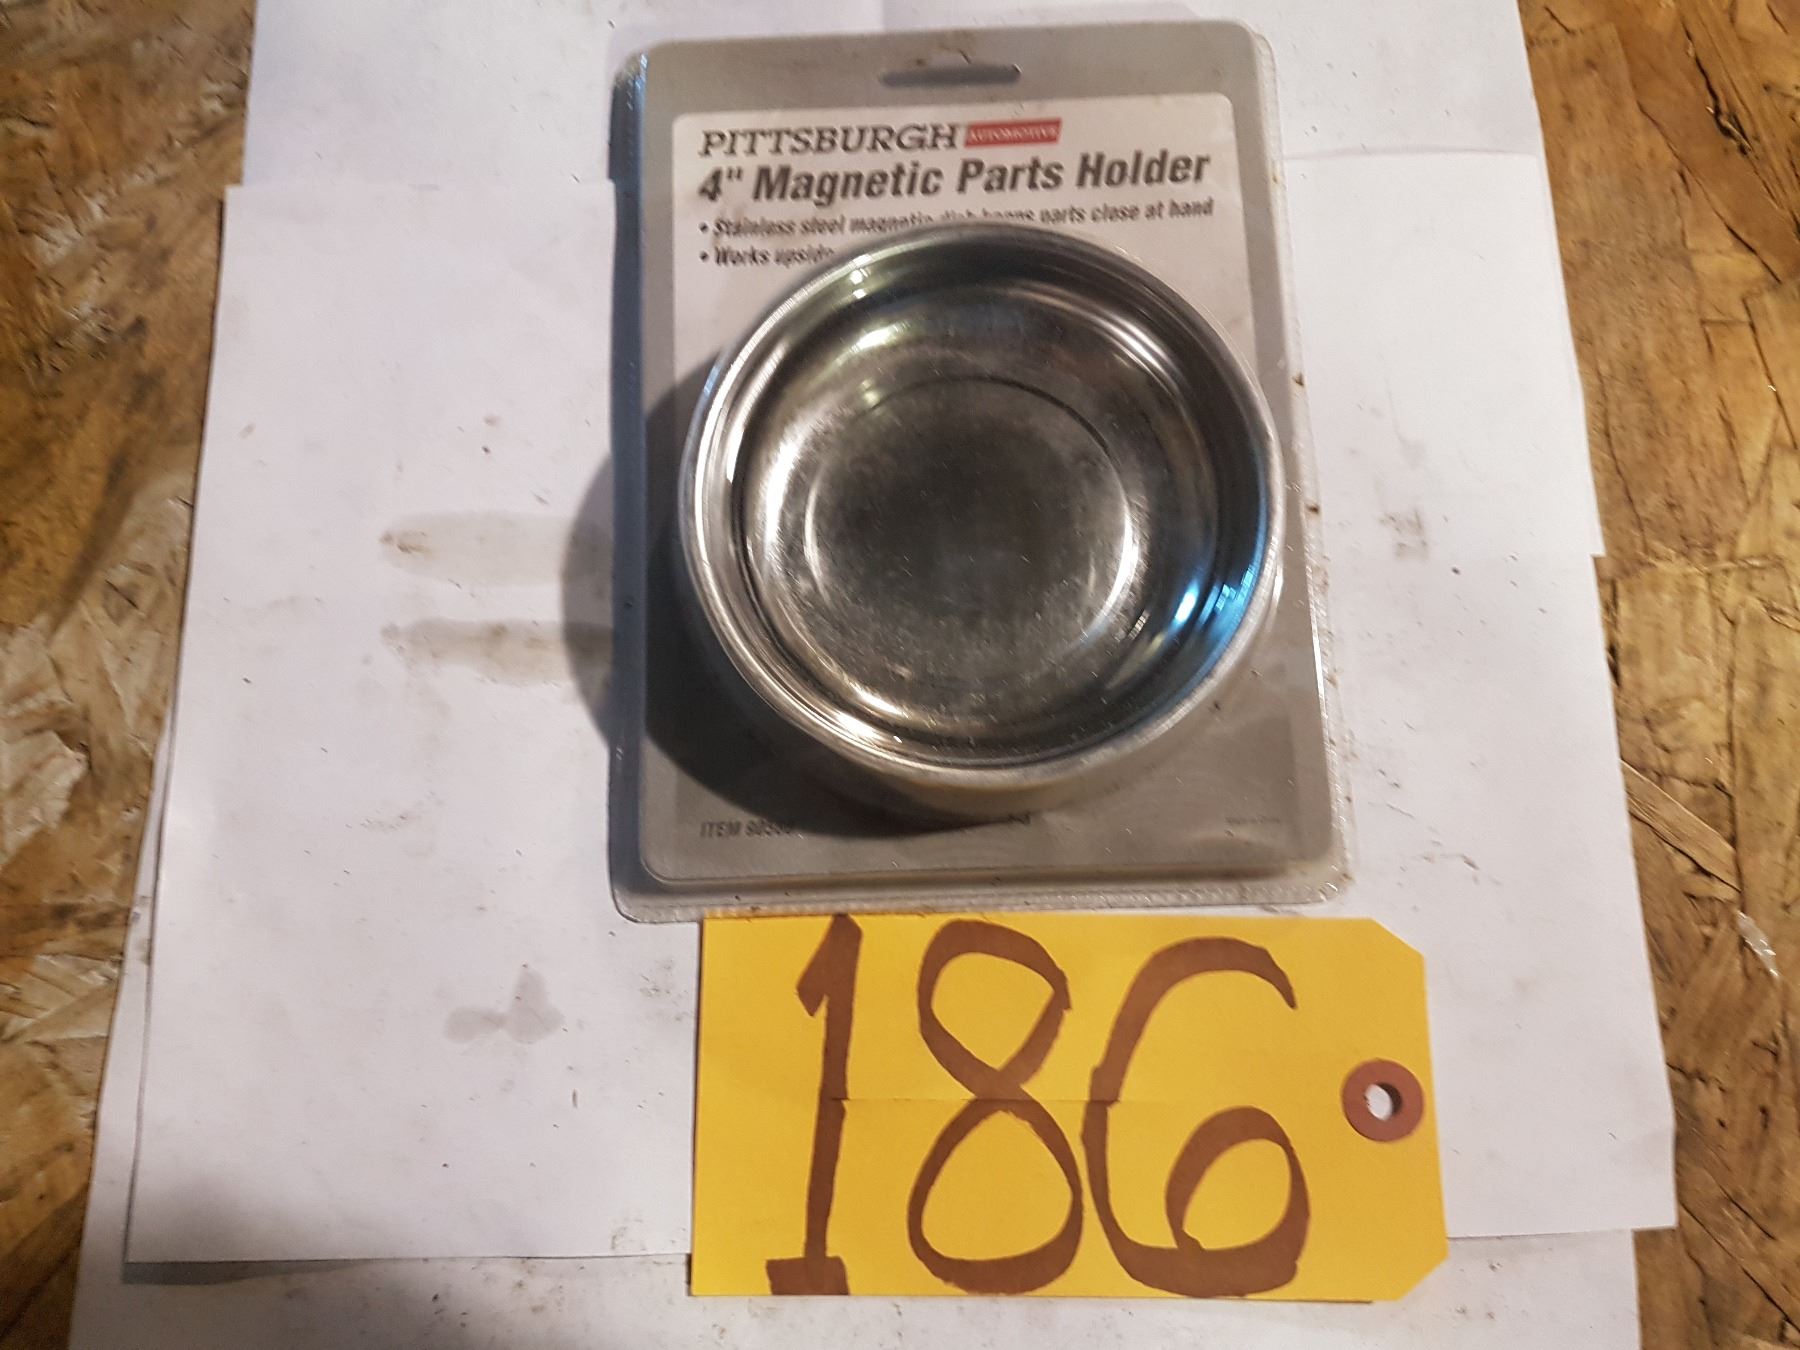 PITTSBURGH AUTOMOTIVE
4" Magnetic Parts Holder
• Stainless steel magnetic dish keeps parts close at hand
• Works upside
ITEM
186